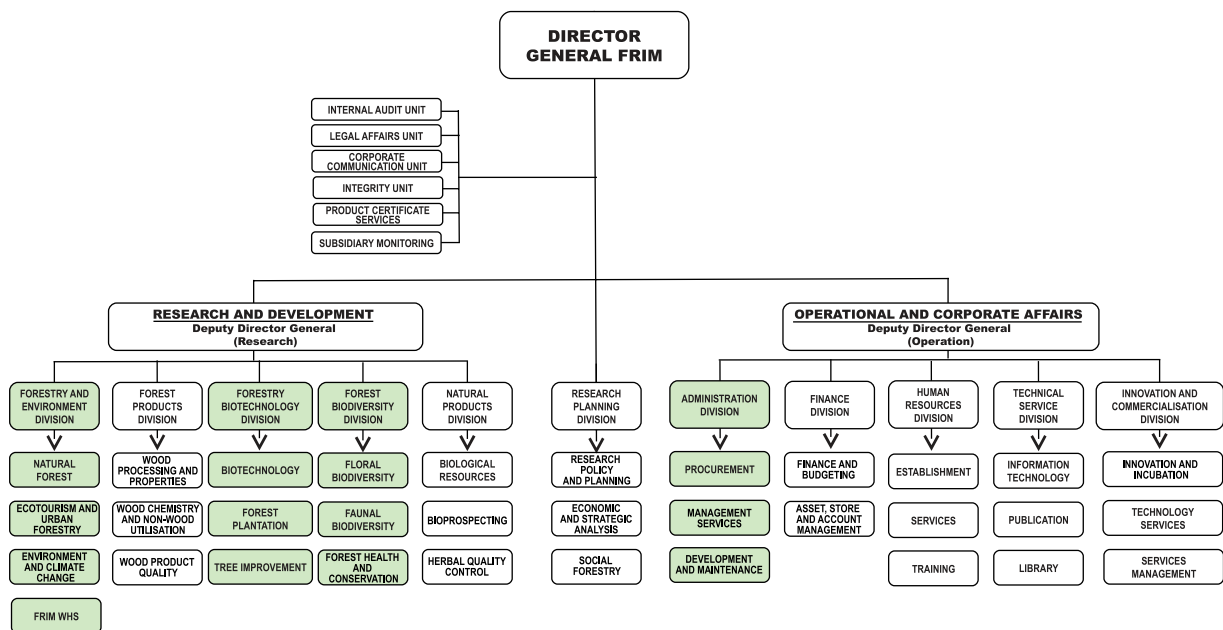 DIRECTOR
GENERAL FRIM
INTERNAL AUDIT UNIT
LEGAL AFFAIRS UNIT
CORPORATE
COMMUNICATION UNIT
INTEGRITY UNIT
PRODUCT CERTIFICATE
SERVICES
SUBSIDIARY MONITORING
RESEARCH AND DEVELOPMENT
Deputy Director General
(Research)
OPERATIONAL AND CORPORATE AFFAIRS
Deputy Director General
(Operation)
FORESTRY AND
ENVIRONMENT
DIVISION
NATURAL
FOREST
ECOTOURISM AND
URBAN
FORESTRY
ENVIRONMENT
AND CLIMATE
CHANGE
FRIM WHS
FOREST
PRODUCTS
DIVISION
WOOD
PROCESSING AND
PROPERTIES
WOOD CHEMISTRY
AND NON-WOOD
UTILISATION
WOOD PRODUCT
QUALITY
FORESTRY
BIOTECHNOLOGY
DIVISION
BIOTECHNOLOGY
FOREST
PLANTATION
TREE IMPROVEMENT
FOREST
BIODIVERSITY
DIVISION
FLORAL
BIODIVERSITY
FAUNAL
BIODIVERSITY
FOREST HEALTH
AND
CONSERVATION
NATURAL
PRODUCTS
DIVISION
BIOLOGICAL
RESOURCES
BIOPROSPECTING
HERBAL QUALITY
CONTROL
RESEARCH
PLANNING
DIVISION
RESEARCH
POLICY
AND PLANNING
ECONOMIC
AND STRATEGIC
ANALYSIS
SOCIAL
FORESTRY
ADMINISTRATION
DIVISION
PROCUREMENT
MANAGEMENT
SERVICES
DEVELOPMENT
AND MAINTENANCE
FINANCE
DIVISION
FINANCE AND
BUDGETING
ASSET, STORE
AND ACCOUNT
MANAGEMENT
HUMAN
RESOURCES
DIVISION
ESTABLISHMENT
SERVICES
TRAINING
TECHNICAL
SERVICE
DIVISION
INFORMATION
TECHNOLOGY
PUBLICATION
LIBRARY
INNOVATION AND
COMMERCIALISATION
DIVISION
INNOVATION AND
INCUBATION
TECHNOLOGY
SERVICES
SERVICES
MANAGEMENT